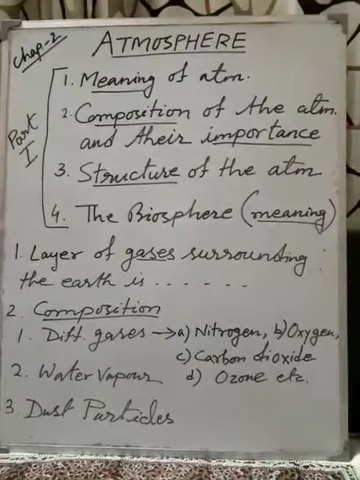 Chap-2
ATMOSPHERE
Part I
1. Meaning of atm.
2. Composition of the atm.
and their importance
3. Structure of the atm
4. The Biosphere (meaning)
1. Layer of gases surrounding
the earth is . . . . . .
2. Composition
1. Diff. gases → a) Nitrogen, b) Oxygen,
c) Carbon dioxide
2. Water Vapour d) Ozone etc.
3. Dust Particles